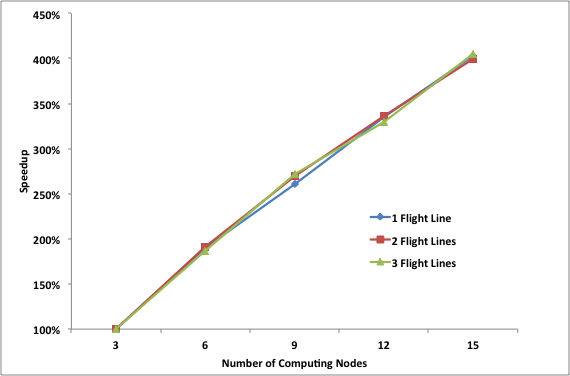 450%
400%
350%
300%
250%
200%
150%
100%
Speedup
3 6 9 12 15
Number of Computing Nodes
1 Flight Line
2 Flight Lines
3 Flight Lines